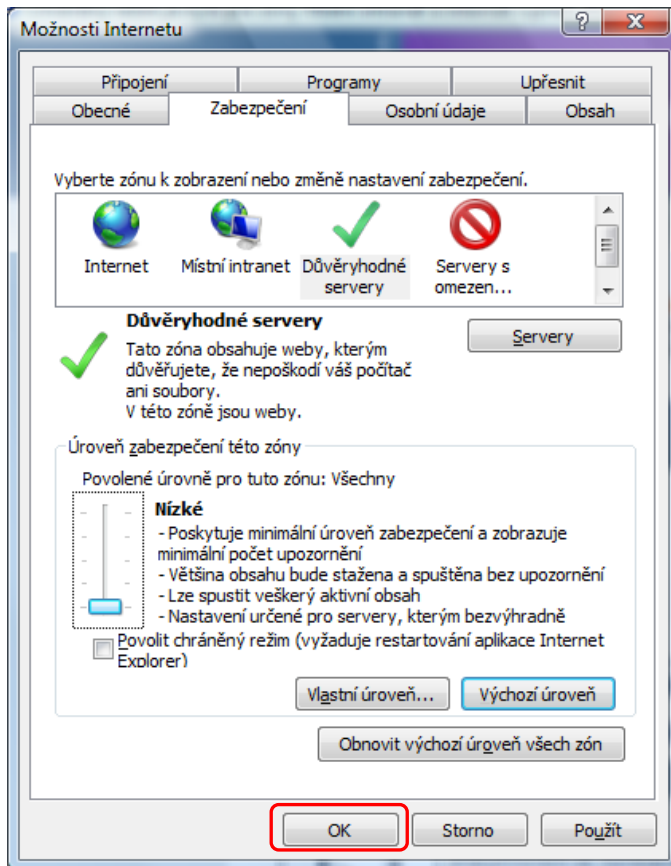 Možnosti Internetu
Připojení Programy Upřesnit
Obecné Zabezpečení Osobní údaje Obsah
Vyberte zónu k zobrazení nebo změně nastavení zabezpečení.
Internet Místní intranet Důvěryhodné Servery s
servery omezen...
Důvěryhodné servery
Servery
Tato zóna obsahuje weby, kterým
důvěřujete, že nepoškodí váš počítač
ani soubory.
V této zóně jsou weby.
Úroveň zabezpečení této zóny
Povolené úrovně pro tuto zónu: Všechny
Nízké
- Poskytuje minimální úroveň zabezpečení a zobrazuje
minimální počet upozornění
- Většina obsahu bude stažena a spuštěna bez upozornění
- Lze spustit veškerý aktivní obsah
- Nastavení určené pro servery, kterým bezvýhradně
Povolit chráněný režim (vyžaduje restartování aplikace Internet
Explorer)
Vlastní úroveň... Výchozí úroveň
Obnovit výchozí úroveň všech zón
OK Storno Použít